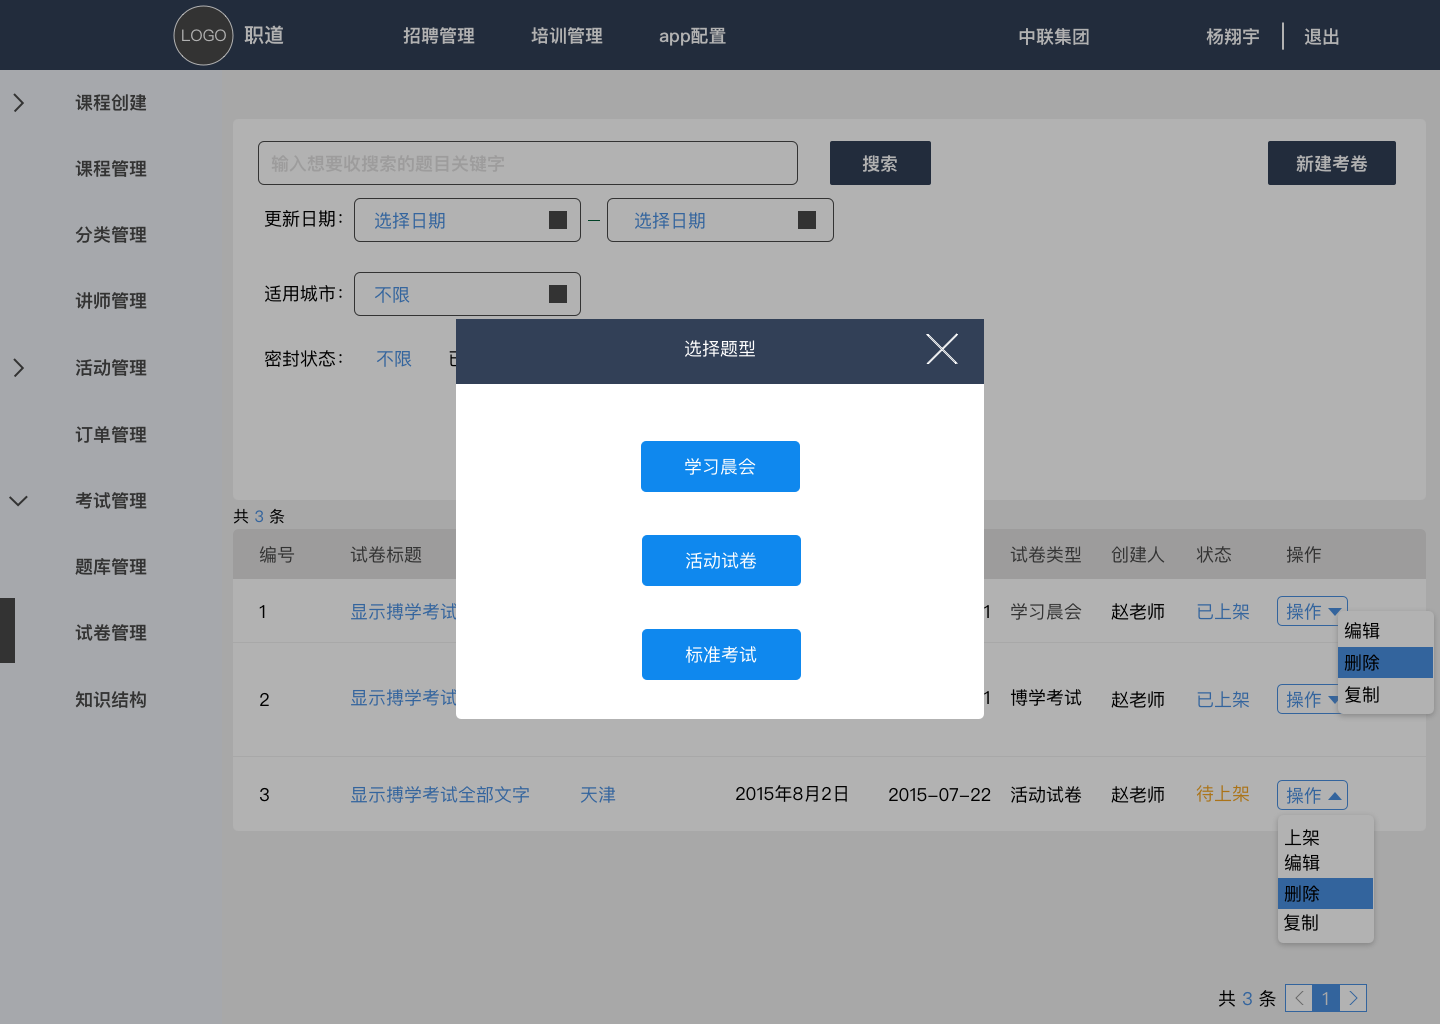 LOGO 职道 招聘管理 培训管理 app配置 中联集团 杨翔宇 退出
课程创建
课程管理
分类管理
讲师管理
活动管理
订单管理
考试管理
题库管理
试卷管理
知识结构
输入想要收搜索的题目关键字 搜索 新建考卷
更新日期： 选择日期 — 选择日期
适用城市： 不限
密封状态： 不限
选择题型
学习晨会
活动试卷
标准考试
共 3 条
编号 试卷标题 试卷类型 创建人 状态 操作
1 显示搏学考试 1 学习晨会 赵老师 已上架 操作
编辑
删除
复制
2 显示搏学考试 1 博学考试 赵老师 已上架 操作
3 显示搏学考试全部文字 天津 2015年8月2日 2015-07-22 活动试卷 赵老师 待上架 操作
上架
编辑
删除
复制
共 3 条 < 1 >